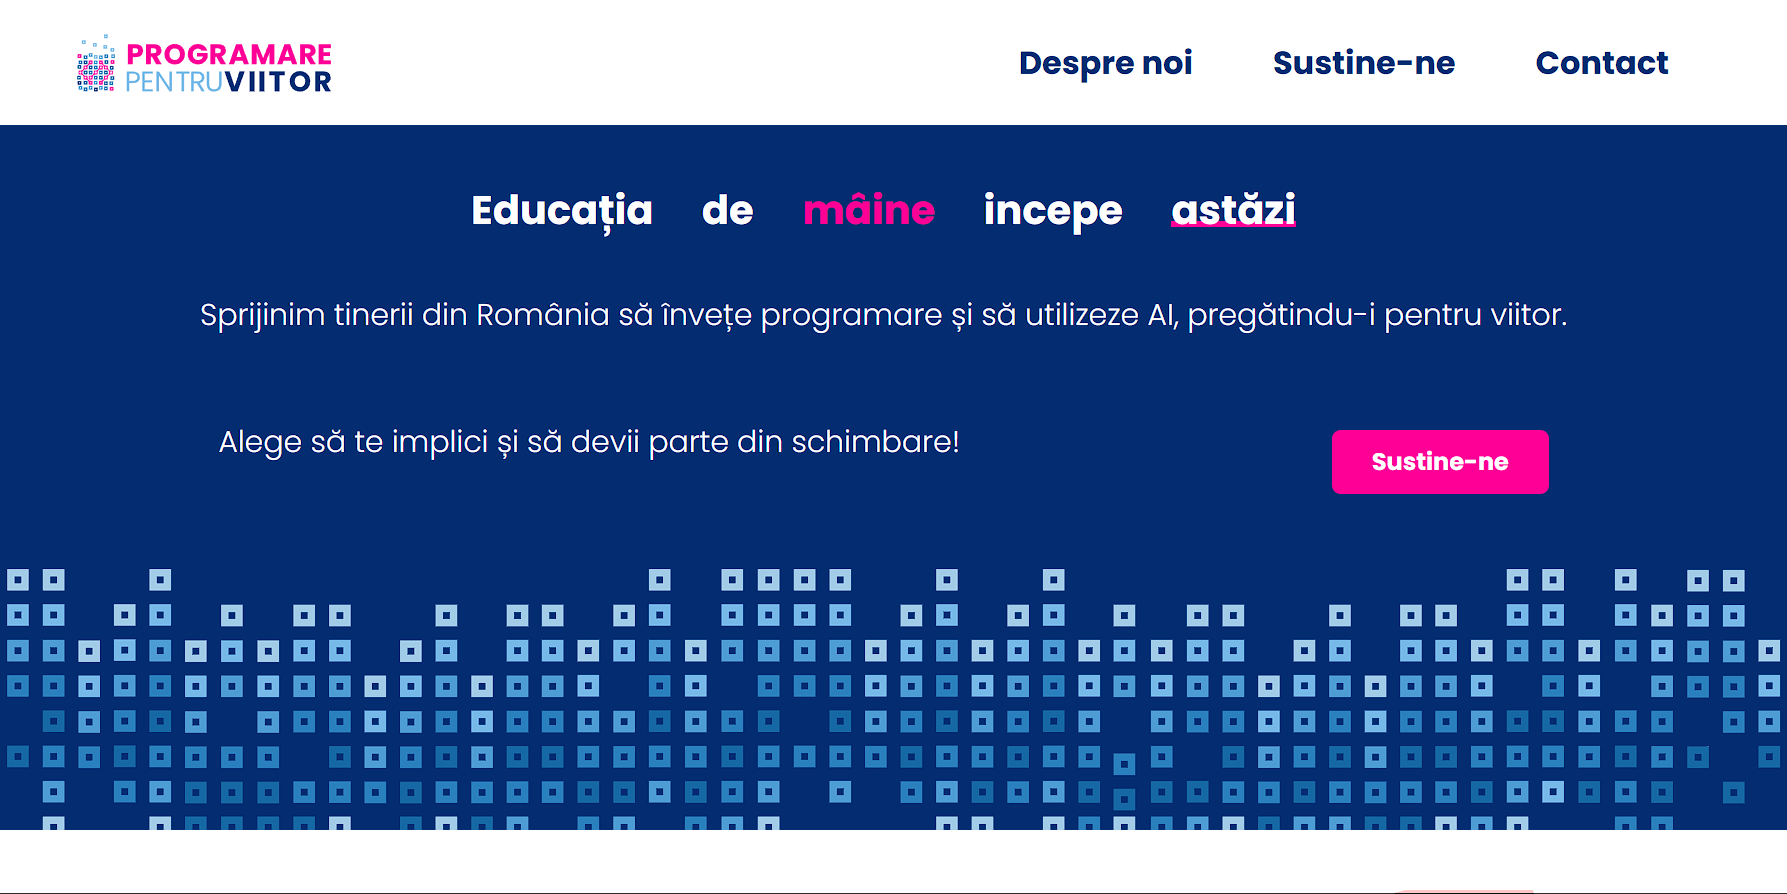 PROGRAMARE
PENTRUVIITOR
Despre noi Sustine-ne Contact
Educația de mâine incepe astăzi
Sprijinim tinerii din România să învețe programare și să utilizeze AI, pregătindu-i pentru viitor.
Alege să te implici și să devii parte din schimbare!
Sustine-ne